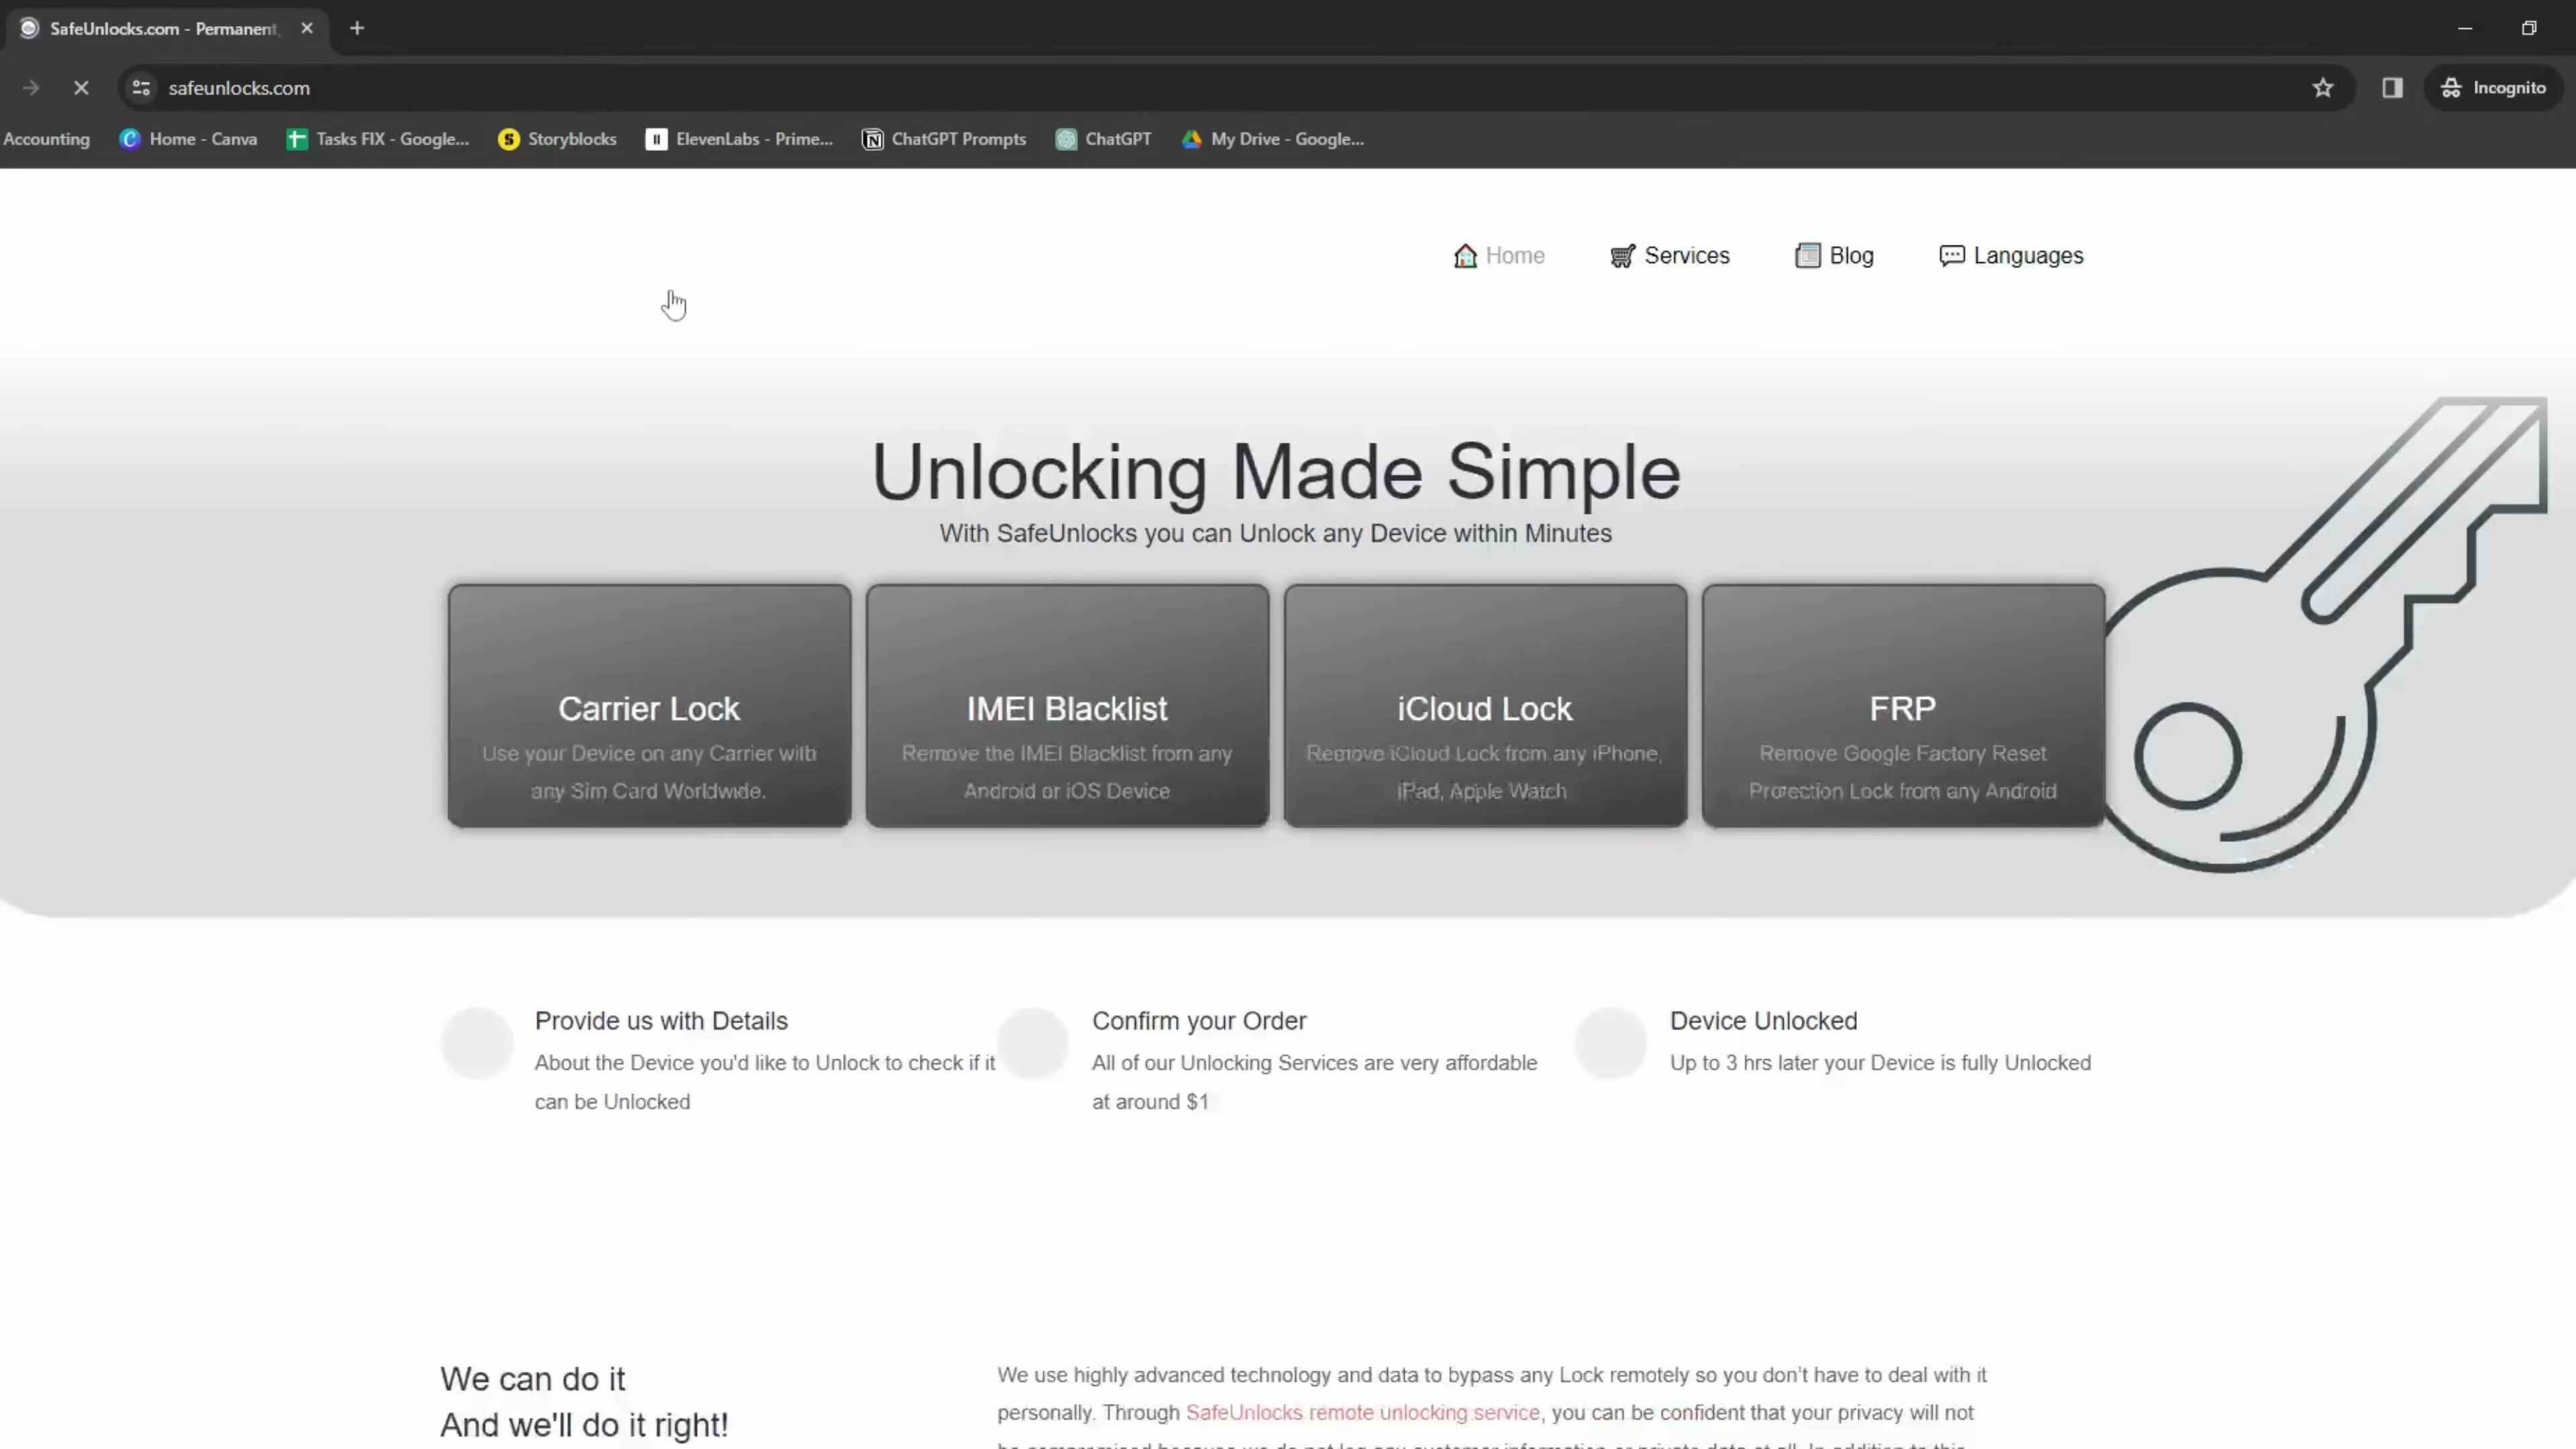 SafeUnlocks.com - Permanent
safeunlocks.com
Incognito
Accounting
Home - Canva
Tasks FIX - Google...
Storyblocks
ElevenLabs - Prime...
ChatGPT Prompts
ChatGPT
My Drive - Google...
Home
Services
Blog
Languages
Unlocking Made Simple
With SafeUnlocks you can Unlock any Device within Minutes
Carrier Lock
Use your Device on any Carrier with
any Sim Card Worldwide.
IMEI Blacklist
Remove the IMEI Blacklist from any
Android or iOS Device
iCloud Lock
Remove iCloud Lock from any iPhone,
iPad, Apple Watch
FRP
Remove Google Factory Reset
Protection Lock from any Android
Provide us with Details
About the Device you'd like to Unlock to check if it
can be Unlocked
Confirm your Order
All of our Unlocking Services are very affordable
at around $1
Device Unlocked
Up to 3 hrs later your Device is fully Unlocked
We can do it
And we'll do it right!
We use highly advanced technology and data to bypass any Lock remotely so you don't have to deal with it
personally. Through SafeUnlocks remote unlocking service, you can be confident that your privacy will not